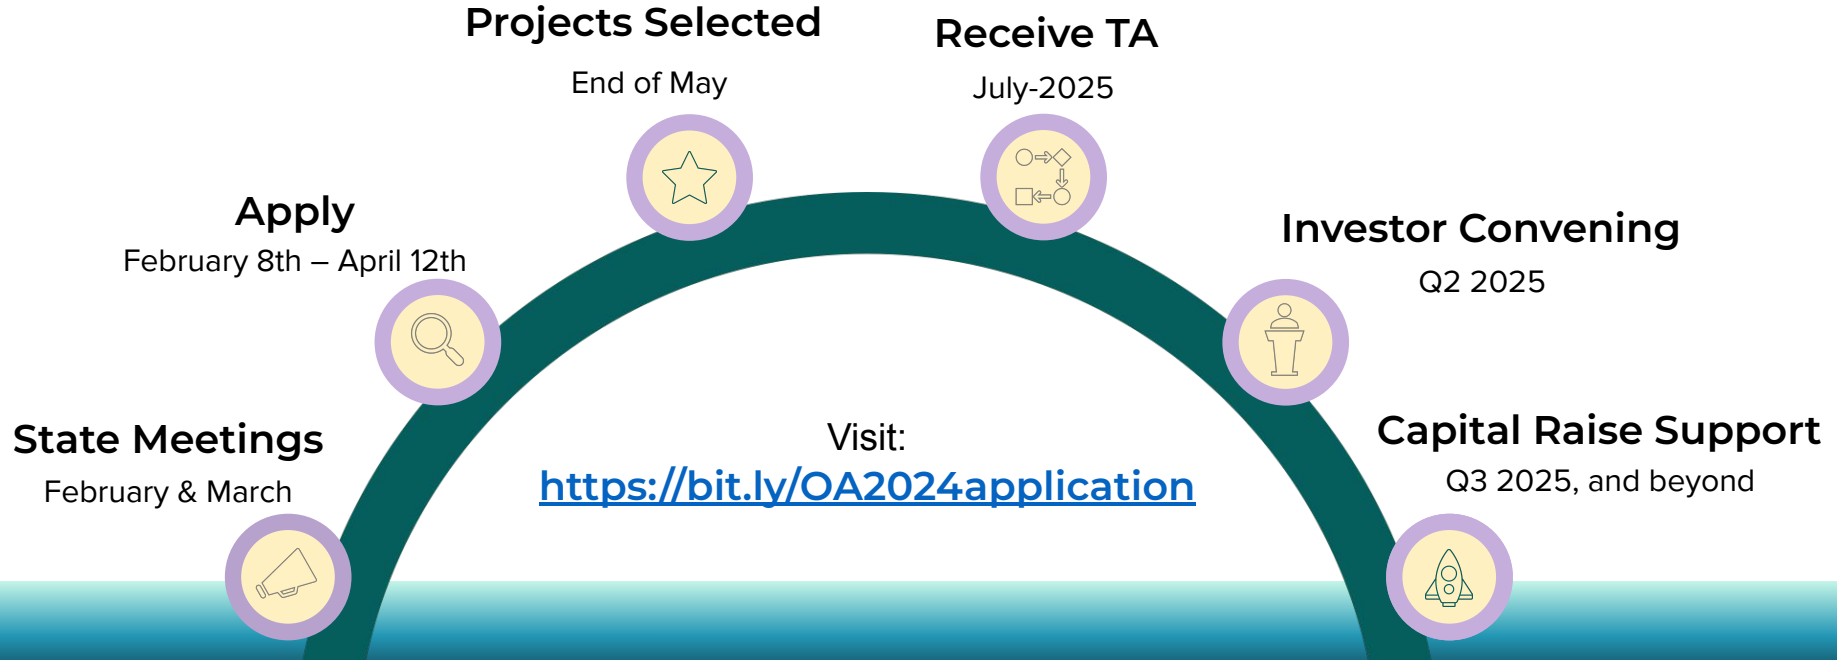 State Meetings
February & March
Apply
February 8th – April 12th
Projects Selected
End of May
Receive TA
July-2025
Investor Convening
Q2 2025
Capital Raise Support
Q3 2025, and beyond
Visit:
https://bit.ly/OA2024application